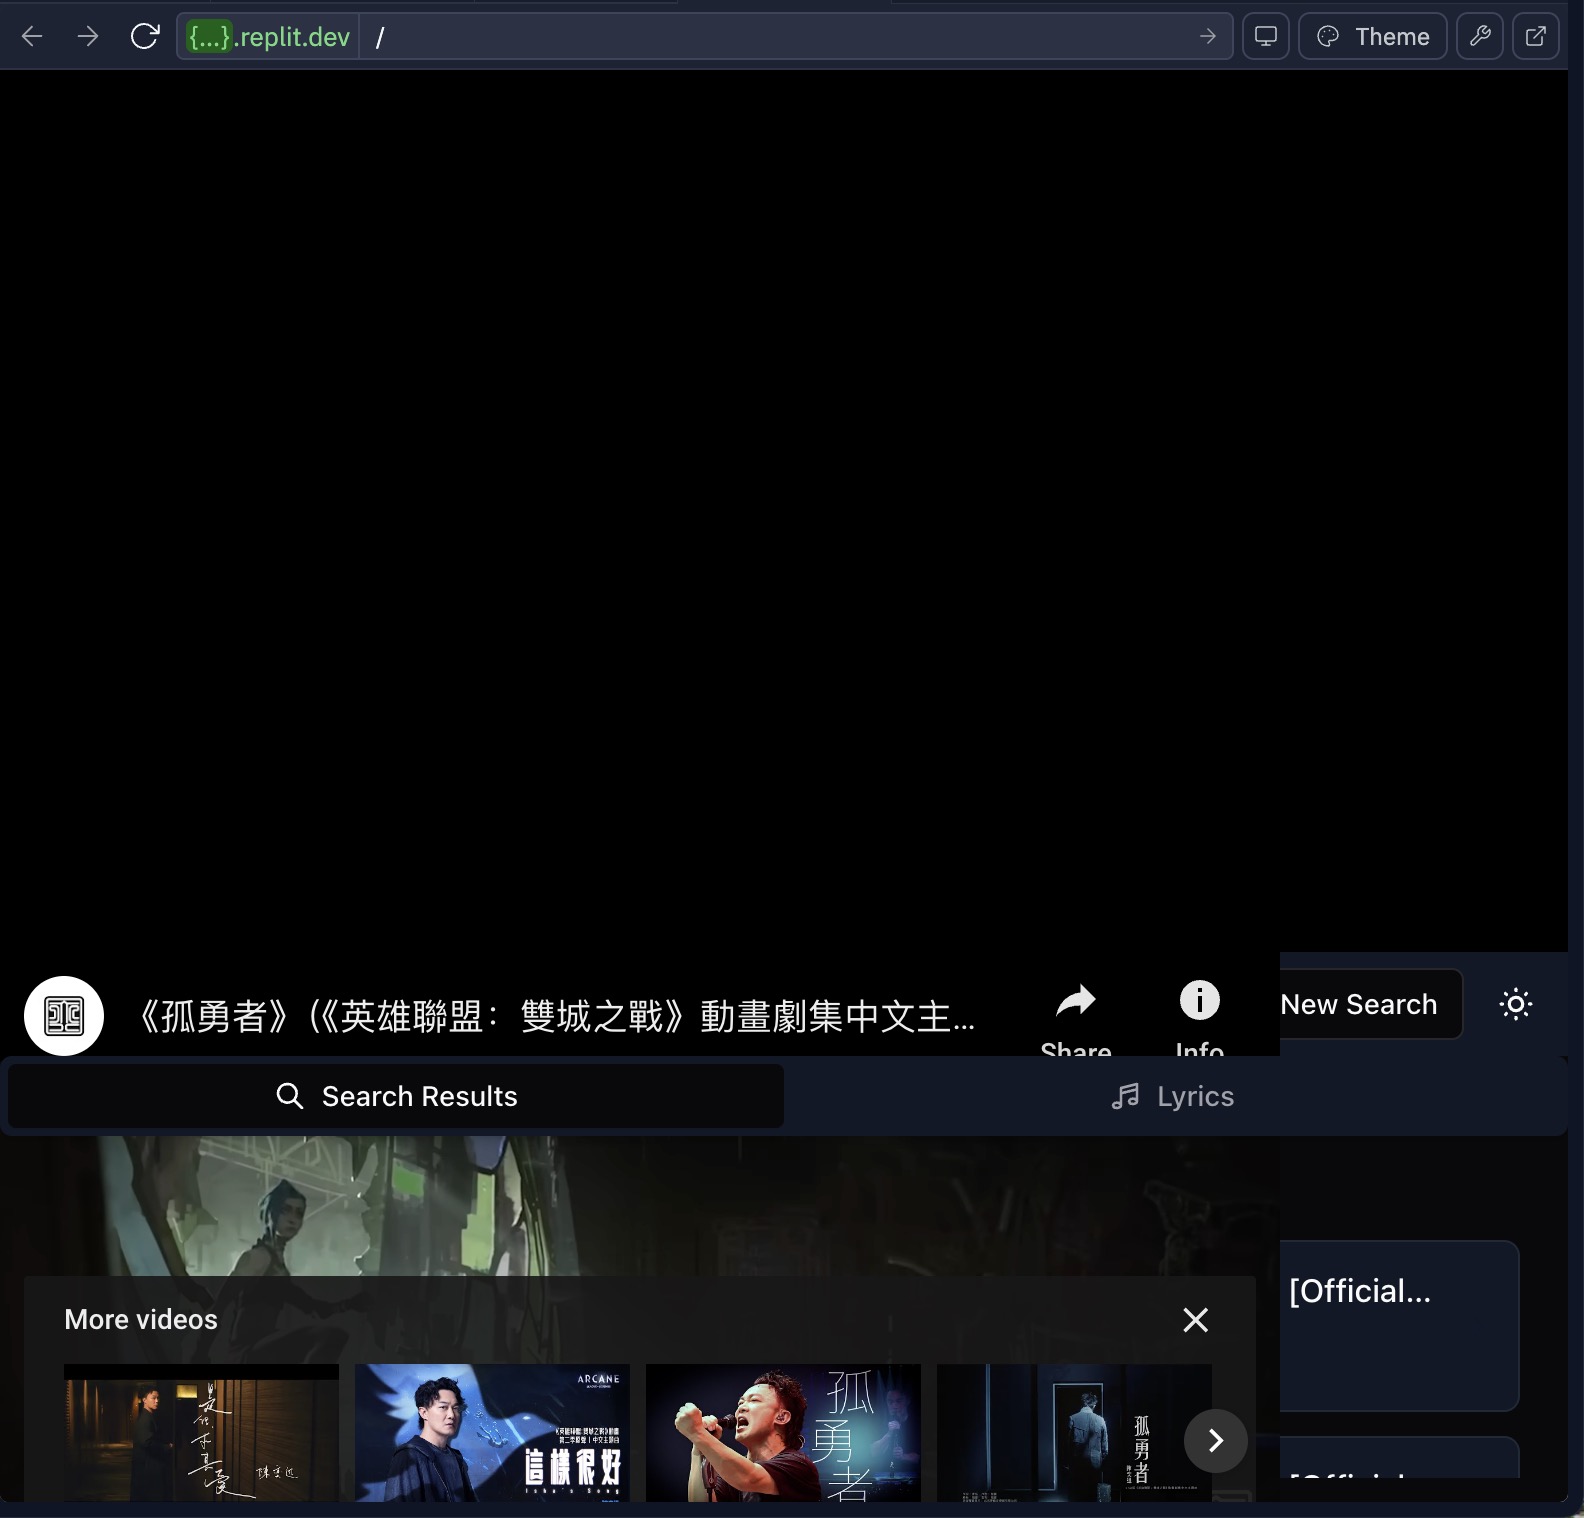 {...}.replit.dev
/
Theme
《孤勇者》(《英雄聯盟：雙城之戰》動畫劇集中文主...
Share
Info
New Search
Search Results
Lyrics
[Official...
More videos
ARCANE
這樣很好
Isha's Song
孤勇者
孤勇者